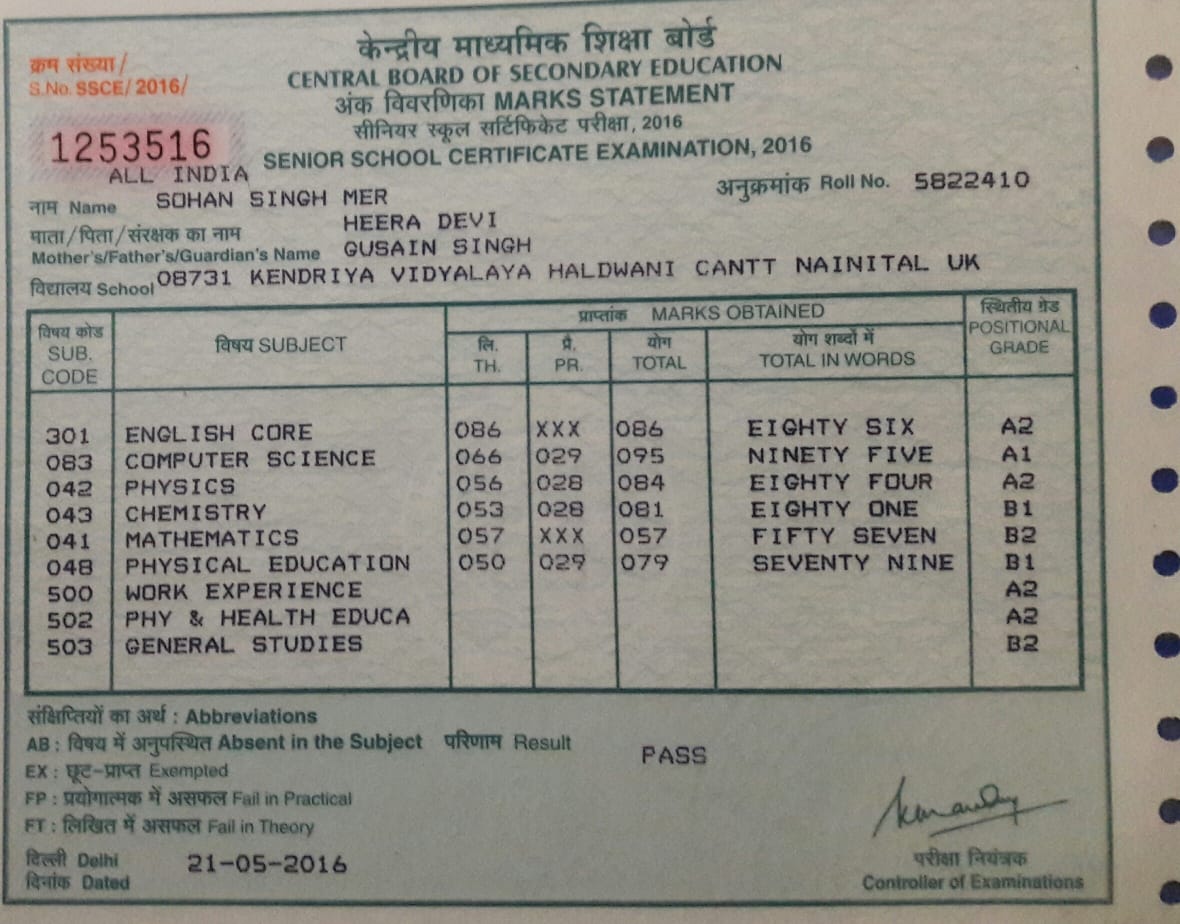 केन्द्रीय माध्यमिक शिक्षा बोर्ड
क्रम संख्या/
S.No. SSCE/2016/
CENTRAL BOARD OF SECONDARY EDUCATION
अंक विवरणिका MARKS STATEMENT
सीनियर स्कूल सर्टिफिकेट परीक्षा, 2016
1253516
SENIOR SCHOOL CERTIFICATE EXAMINATION, 2016
ALL INDIA
अनुक्रमांक Roll No. 5822410
नाम Name SOHAN SINGH MER
HEERA DEVI
माता/पिता/संरक्षक का नाम
Mother's/Father's/Guardian's Name GUSAIN SINGH
विद्यालय School 08731 KENDRIYA VIDYALAYA HALDWANI CANTT NAINITAL UK
विषय कोड SUB. CODE
विषय SUBJECT
प्राप्तांक MARKS OBTAINED
लि. TH.
प्रै. PR.
योग TOTAL
योग शब्दों में TOTAL IN WORDS
स्थितीय ग्रेड POSITIONAL GRADE
301 ENGLISH CORE 086 XXX 086 EIGHTY SIX A2
083 COMPUTER SCIENCE 066 029 095 NINETY FIVE A1
042 PHYSICS 056 028 084 EIGHTY FOUR A2
043 CHEMISTRY 053 028 081 EIGHTY ONE B1
041 MATHEMATICS 057 XXX 057 FIFTY SEVEN B2
048 PHYSICAL EDUCATION 050 029 079 SEVENTY NINE B1
500 WORK EXPERIENCE A2
502 PHY & HEALTH EDUCA A2
503 GENERAL STUDIES B2
संक्षिप्तियों का अर्थ : Abbreviations
AB : विषय में अनुपस्थित Absent in the Subject परिणाम Result PASS
EX : छूट-प्राप्त Exempted
FP : प्रयोगात्मक में असफल Fail in Practical
FT : लिखित में असफल Fail in Theory
दिल्ली Delhi
दिनांक Dated 21-05-2016
परीक्षा नियंत्रक
Controller of Examinations